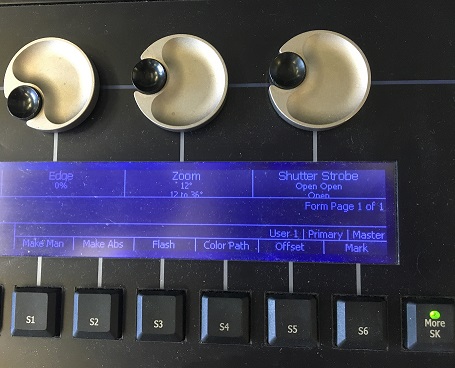 Edge Zoom Shutter Strobe
0% 12° Open Open
12 to 36° Open
Form Page 1 of 1
User 1 | Primary | Master
Make Man Make Abs Flash Color Path Offset Mark
S1 S2 S3 S4 S5 S6 More
SK